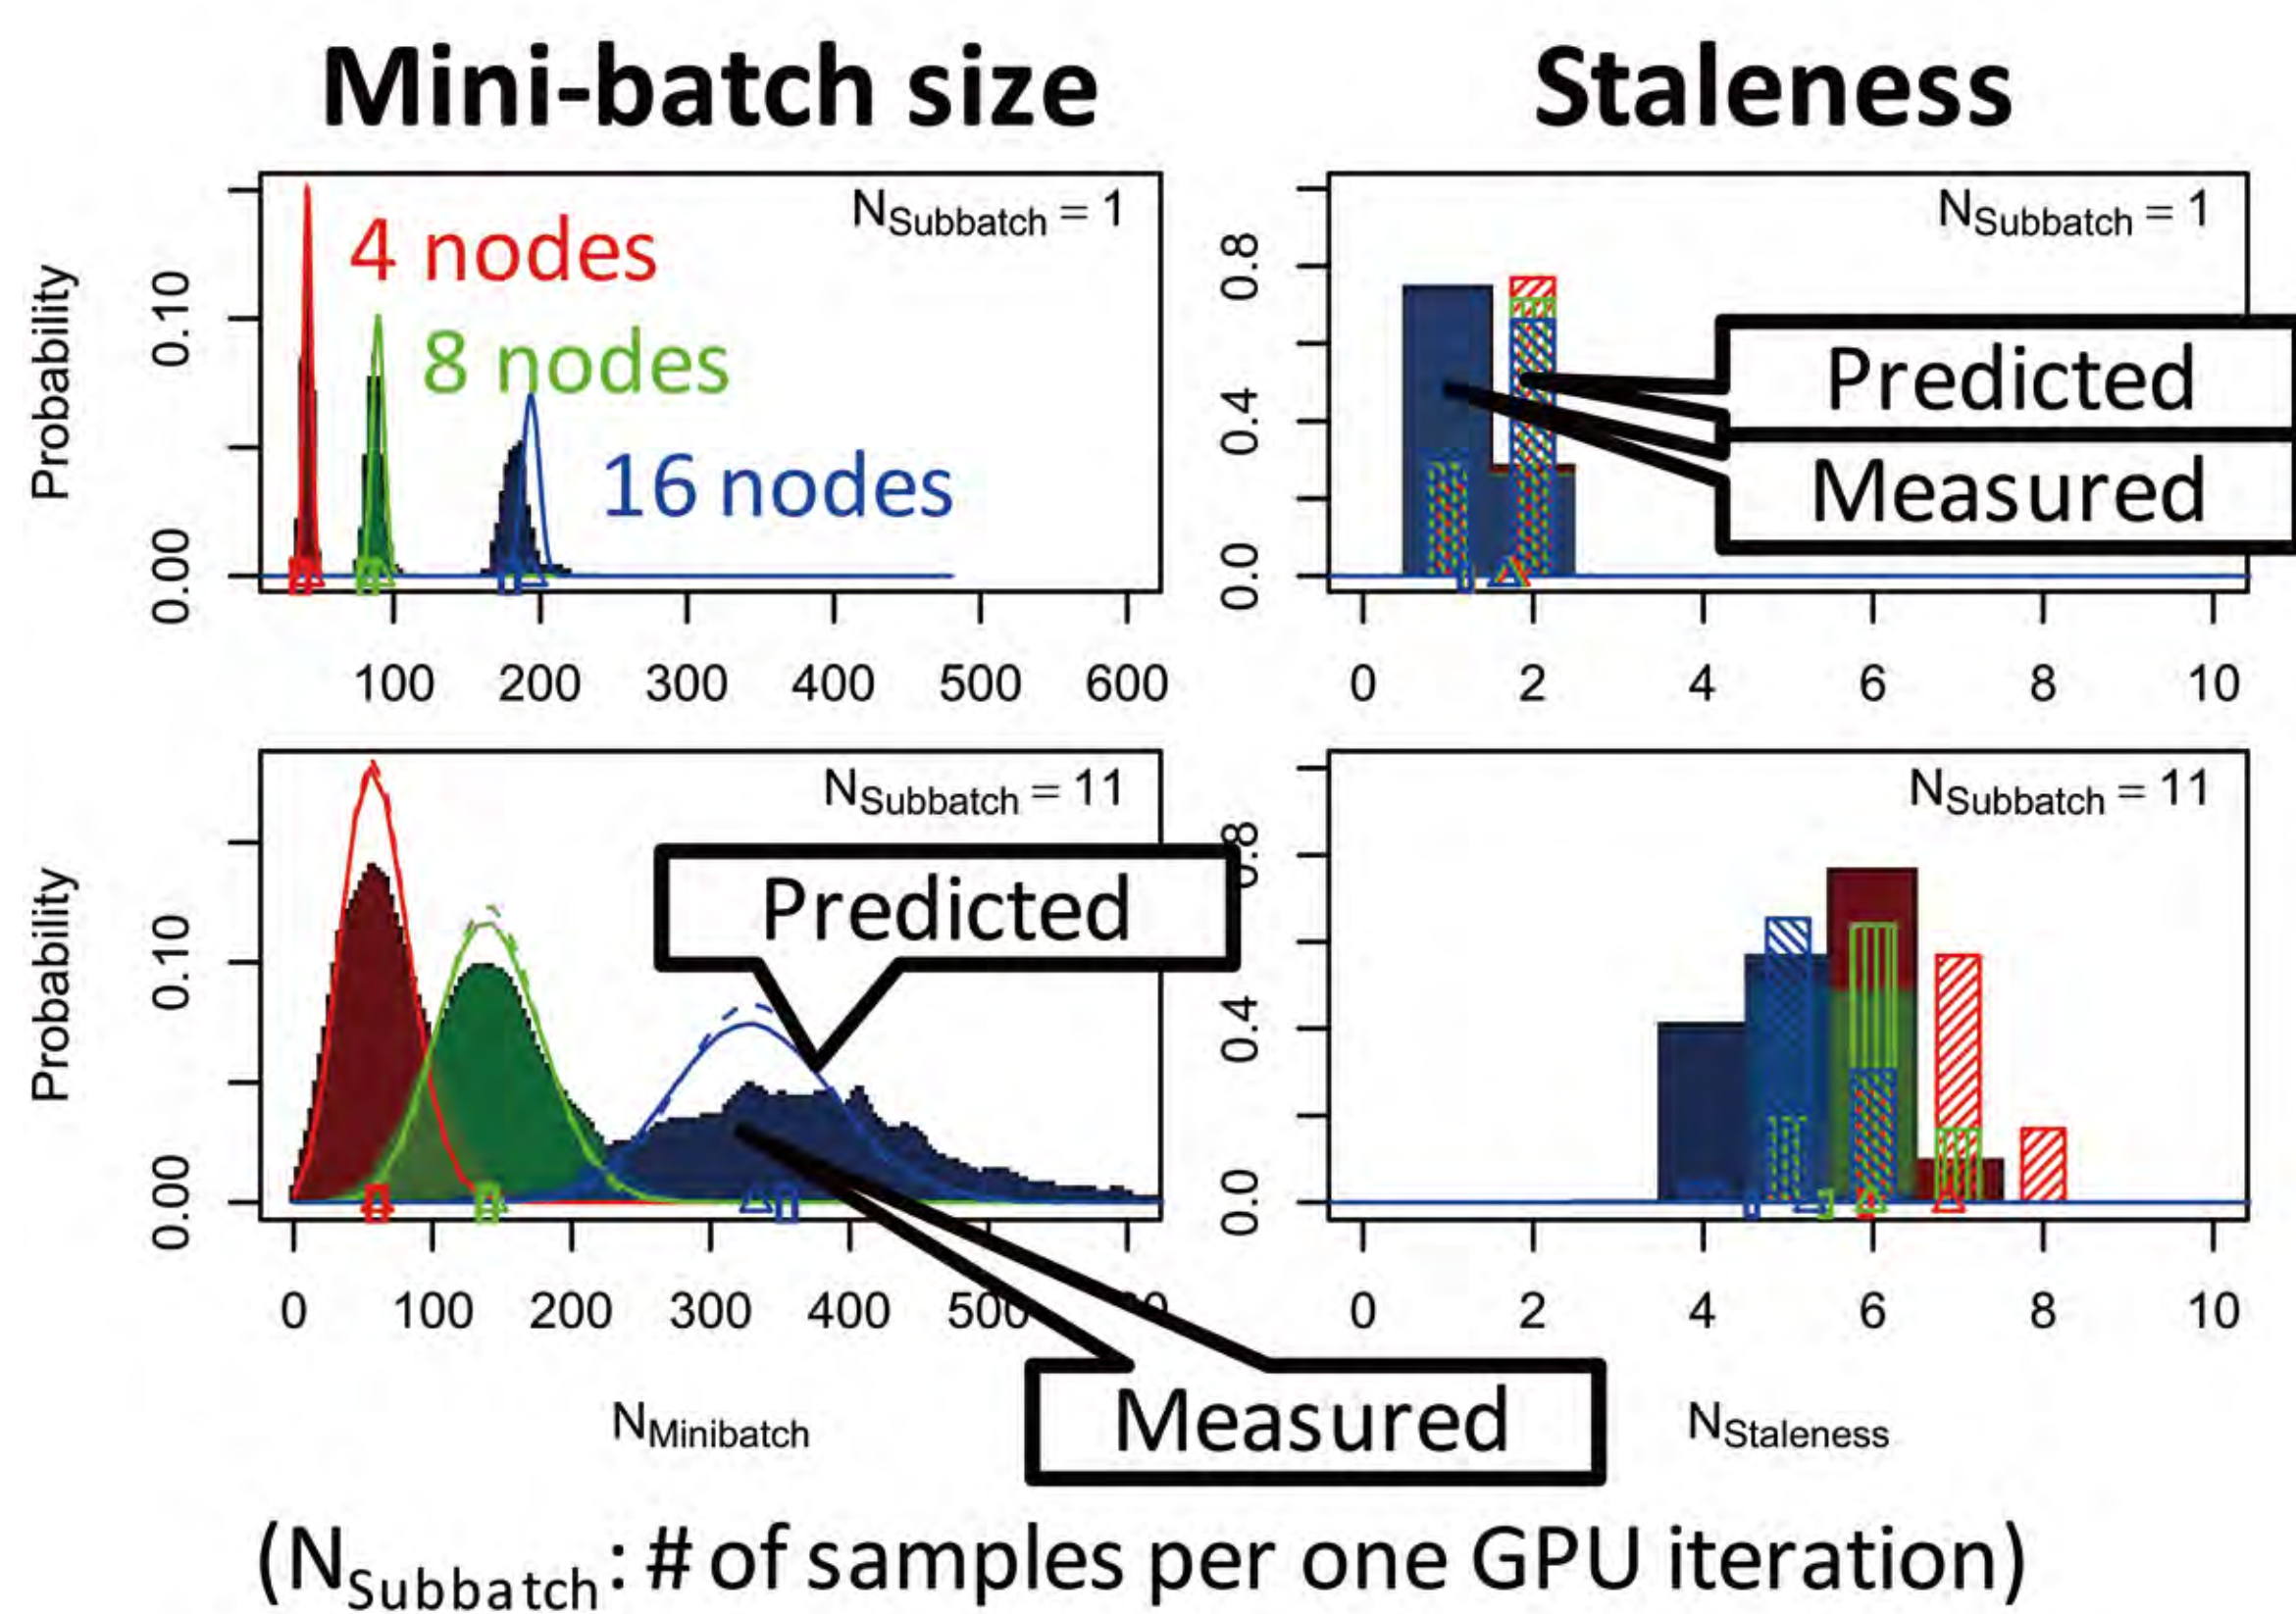 Mini-batch size
Staleness
Probability
0.00
0.10
N_Subbatch = 1
4 nodes
8 nodes
16 nodes
100 200 300 400 500 600
0.0
0.4
0.8
N_Subbatch = 1
Predicted
Measured
0 2 4 6 8 10
Probability
0.00
0.10
N_Subbatch = 11
Predicted
0 100 200 300 400 500
N_Minibatch
Measured
0.0
0.4
0.8
N_Subbatch = 11
0 2 4 6 8 10
N_Staleness
(N_Subbatch: # of samples per one GPU iteration)